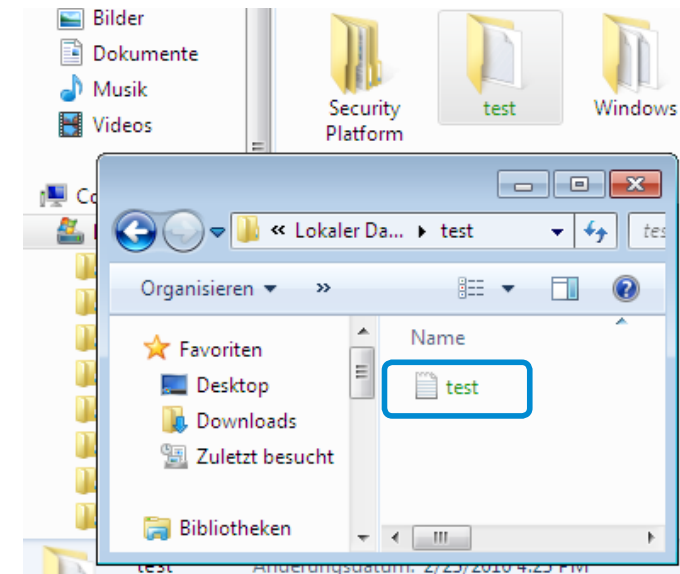 Bilder
Dokumente
Musik
Videos
Security
Platform
test
Windows
Co
« Lokaler Da... ▸ test
tes
Organisieren
»
Favoriten
Desktop
Downloads
Zuletzt besucht
Bibliotheken
Name
test
test
Änderungsdatum: 2/25/2010 4:25 PM